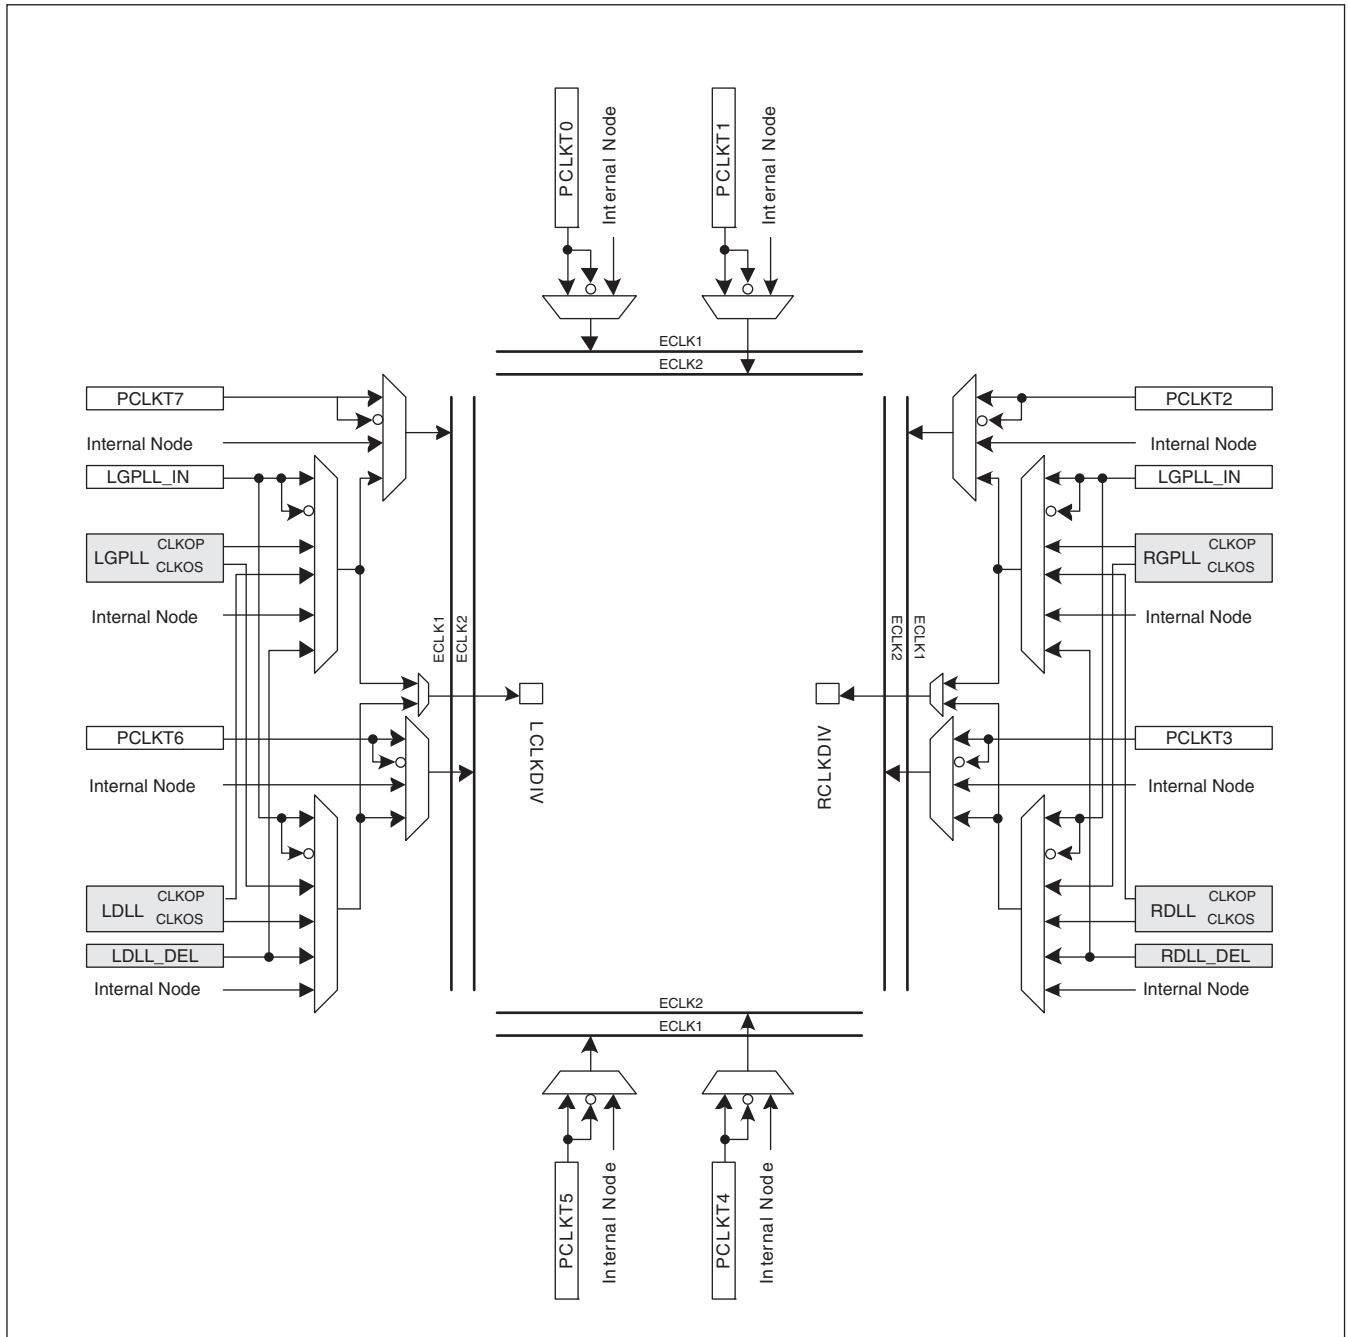 PCLKT0
Internal Node
PCLKT1
Internal Node
ECLK1
ECLK2
PCLKT7
Internal Node
LGPLL_IN
LGPLL
CLKOP
CLKOS
Internal Node
PCLKT6
Internal Node
LDLL
CLKOP
CLKOS
LDLL_DEL
Internal Node
ECLK1
ECLK2
LCLKDIV
RCLKDIV
ECLK2
ECLK1
PCLKT2
Internal Node
LGPLL_IN
RGPLL
CLKOP
CLKOS
Internal Node
PCLKT3
Internal Node
RDLL
CLKOP
CLKOS
RDLL_DEL
Internal Node
ECLK2
ECLK1
PCLKT5
Internal Node
PCLKT4
Internal Node